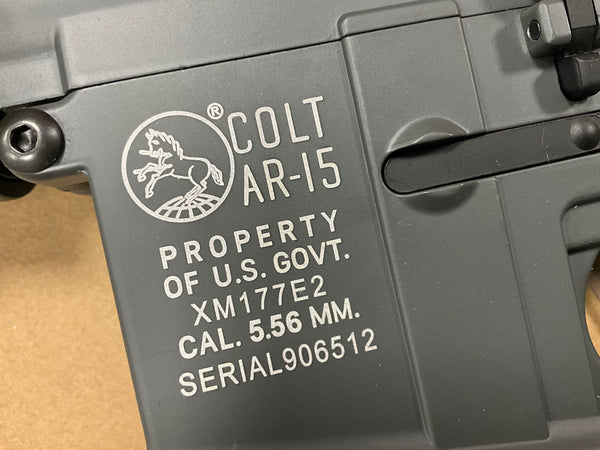 ®
COLT
AR-15
PROPERTY
OF U.S. GOVT.
XM177E2
CAL. 5.56 MM.
SERIAL906512